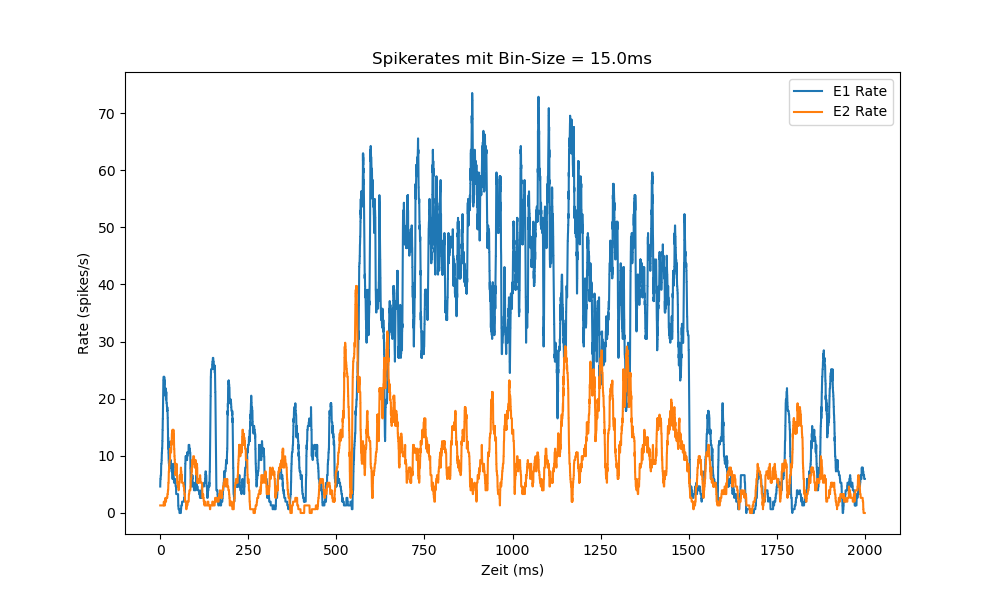 Spikerates mit Bin-Size = 15.0ms
E1 Rate
E2 Rate
Rate (spikes/s)
70
60
50
40
30
20
10
0
0 250 500 750 1000 1250 1500 1750 2000
Zeit (ms)